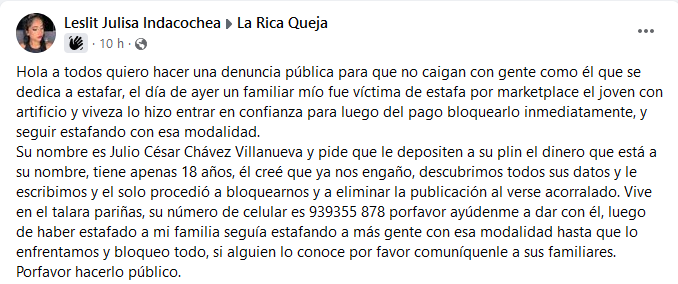 Leslit Julisa Indacochea ▸ La Rica Queja
· 10 h ·
Hola a todos quiero hacer una denuncia pública para que no caigan con gente como él que se
dedica a estafar, el día de ayer un familiar mío fue víctima de estafa por marketplace el joven con
artificio y viveza lo hizo entrar en confianza para luego del pago bloquearlo inmediatamente, y
seguir estafando con esa modalidad.
Su nombre es Julio César Chávez Villanueva y pide que le depositen a su plin el dinero que está a
su nombre, tiene apenas 18 años, él creé que ya nos engaño, descubrimos todos sus datos y le
escribimos y el solo procedió a bloquearnos y a eliminar la publicación al verse acorralado. Vive
en el talara pariñas, su número de celular es 939355 878 porfavor ayúdenme a dar con él, luego
de haber estafado a mi familia seguía estafando a más gente con esa modalidad hasta que lo
enfrentamos y bloqueo todo, si alguien lo conoce por favor comuníquenle a sus familiares.
Porfavor hacerlo público.